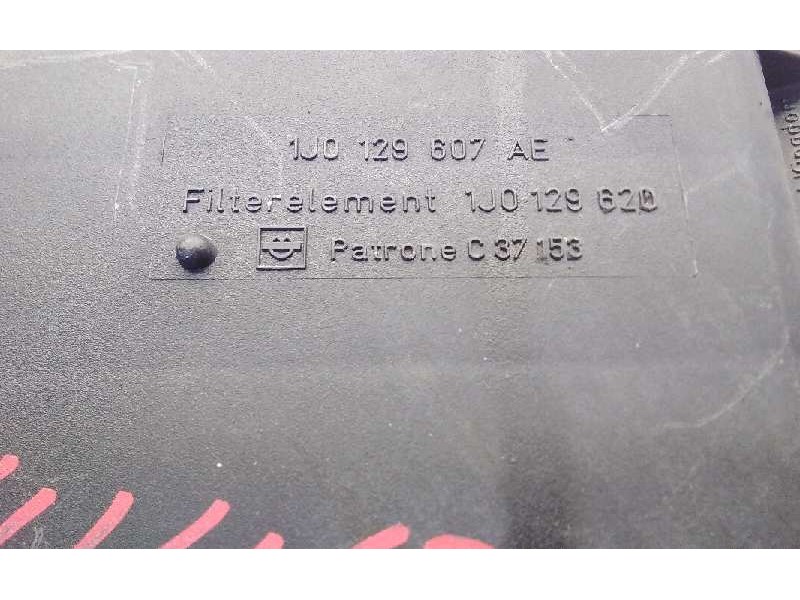 1J0 129 607 AE
Filterelement 1J0 129 620
Patrone C 37 153